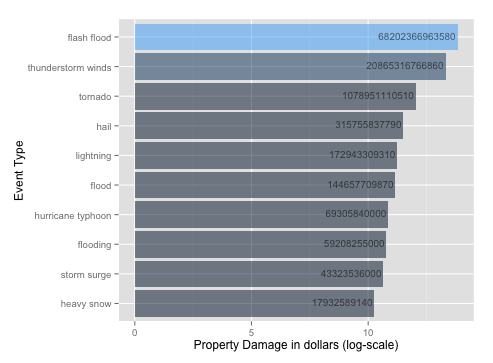 flash flood 68202366963580
thunderstorm winds 20865316766860
tornado 1078951110510
hail 315755837790
lightning 172943309310
flood 144657709870
hurricane typhoon 69305840000
flooding 59208255000
storm surge 43323536000
heavy snow 17932589140
Event Type
0 5 10
Property Damage in dollars (log-scale)